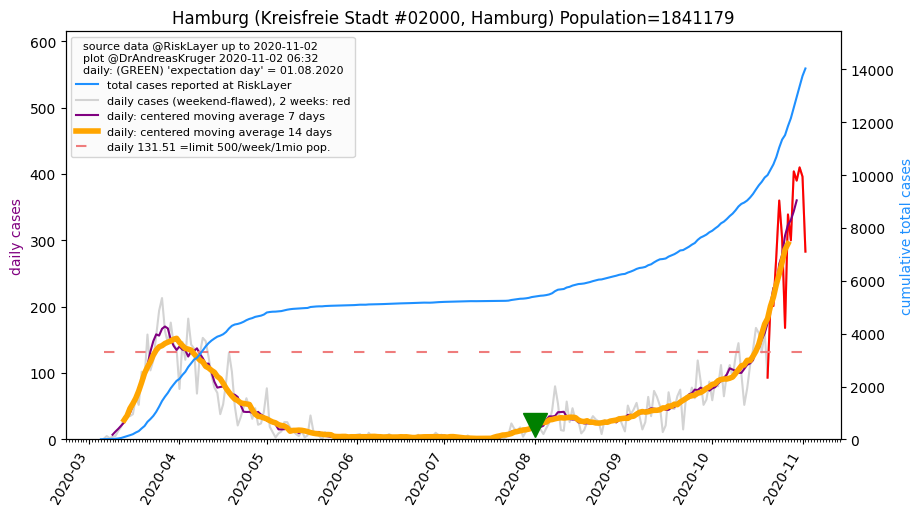 Hamburg (Kreisfreie Stadt #02000, Hamburg) Population=1841179
source data @RiskLayer up to 2020-11-02
plot @DrAndreasKruger 2020-11-02 06:32
daily: (GREEN) 'expectation day' = 01.08.2020
total cases reported at RiskLayer
daily cases (weekend-flawed), 2 weeks: red
daily: centered moving average 7 days
daily: centered moving average 14 days
daily 131.51 =limit 500/week/1mio pop.
daily cases
600
500
400
300
200
100
0
cumulative total cases
14000
12000
10000
8000
6000
4000
2000
0
2020-03
2020-04
2020-05
2020-06
2020-07
2020-08
2020-09
2020-10
2020-11